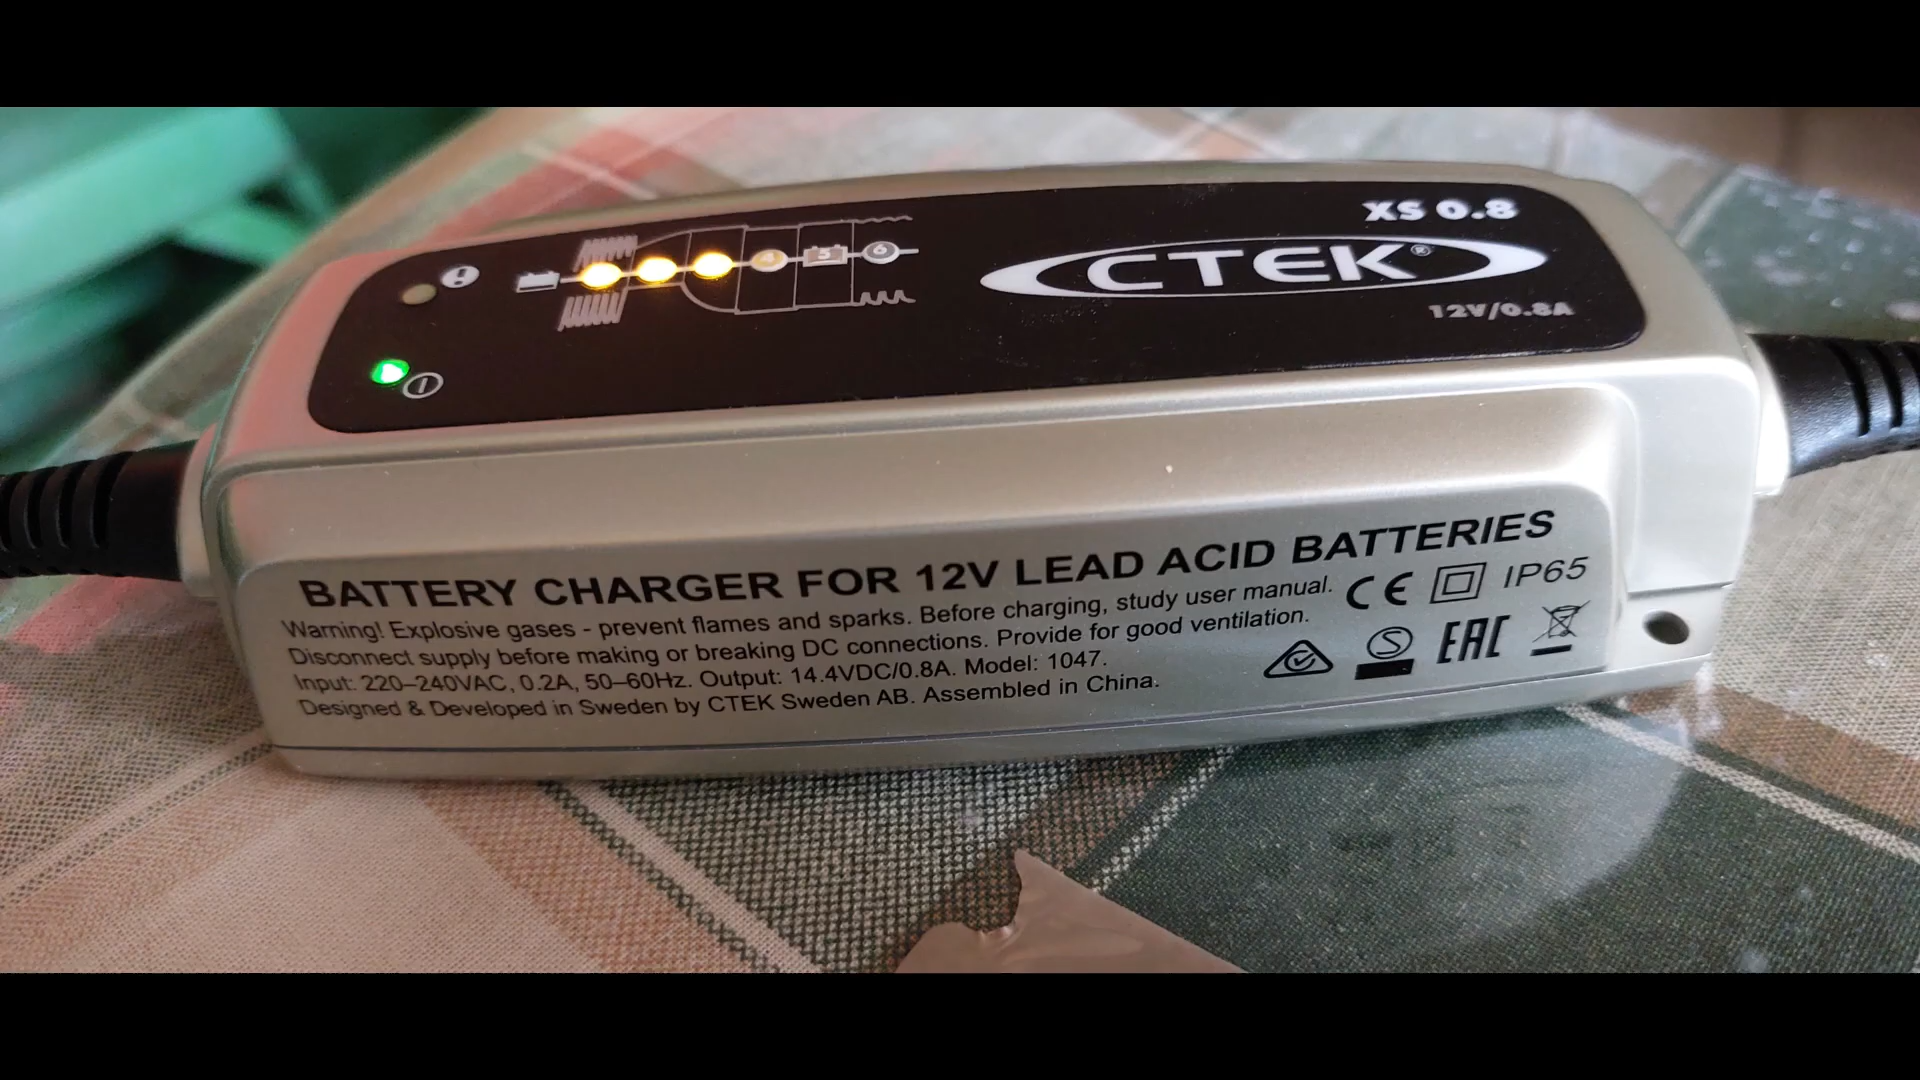 XS 0.8
CTEK®
12V/0.8A
4 5 6
BATTERY CHARGER FOR 12V LEAD ACID BATTERIES
Warning! Explosive gases - prevent flames and sparks. Before charging, study user manual.
Disconnect supply before making or breaking DC connections. Provide for good ventilation.
Input: 220–240VAC, 0.2A, 50–60Hz. Output: 14.4VDC/0.8A. Model: 1047.
Designed & Developed in Sweden by CTEK Sweden AB. Assembled in China.
CE IP65
S EAC